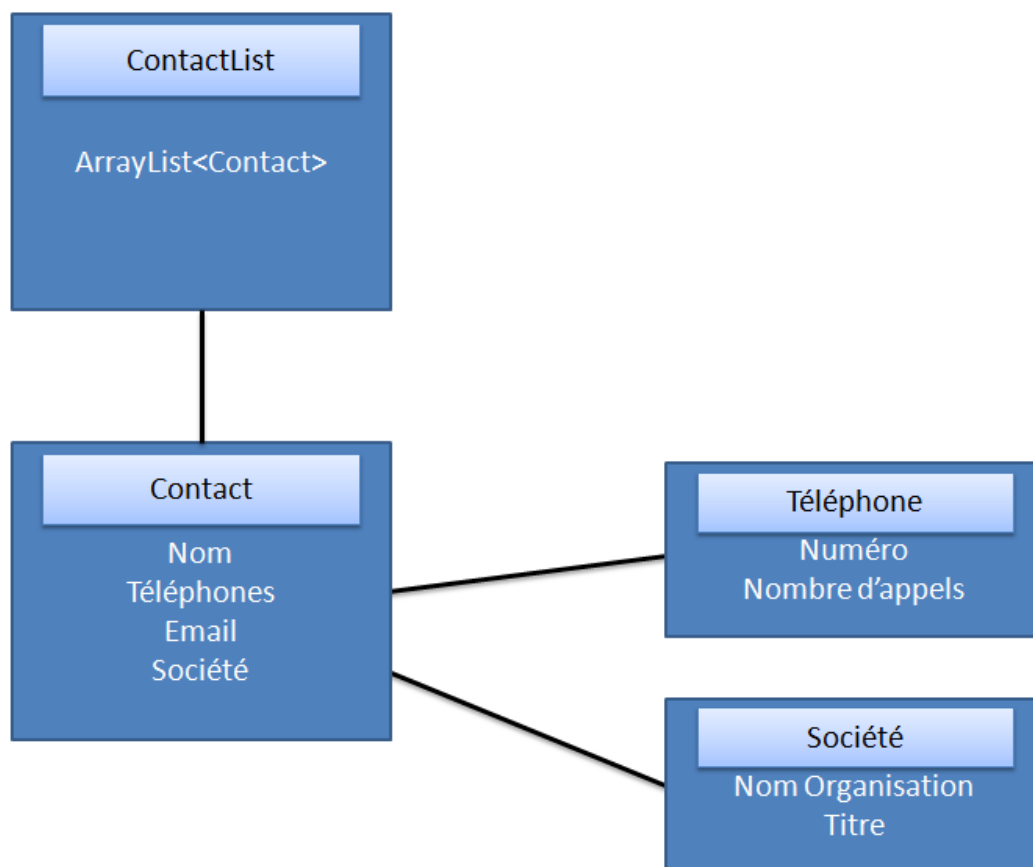 ContactList
ArrayList<Contact>
Contact
Nom
Téléphones
Email
Société
Téléphone
Numéro
Nombre d’appels
Société
Nom Organisation
Titre